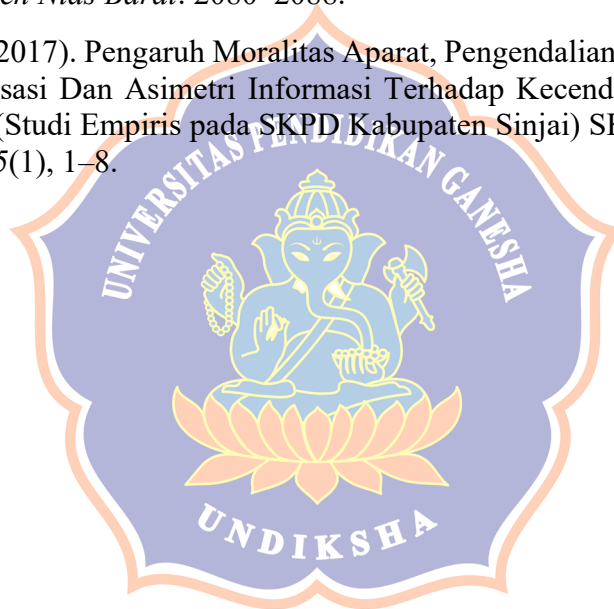 en Nias Barat. 2080–2088.
2017). Pengaruh Moralitas Aparat, Pengendalian
sasi Dan Asimetri Informasi Terhadap Kecend
(Studi Empiris pada SKPD Kabupaten Sinjai) SK
5(1), 1–8.
UNIVERSITAS PENDIDIKAN GANESHA
UNDIKSHA